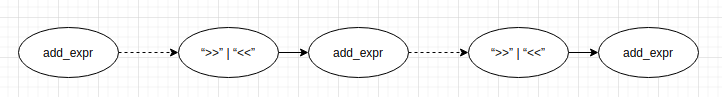 add_expr “>>” | “<<” add_expr “>>” | “<<” add_expr